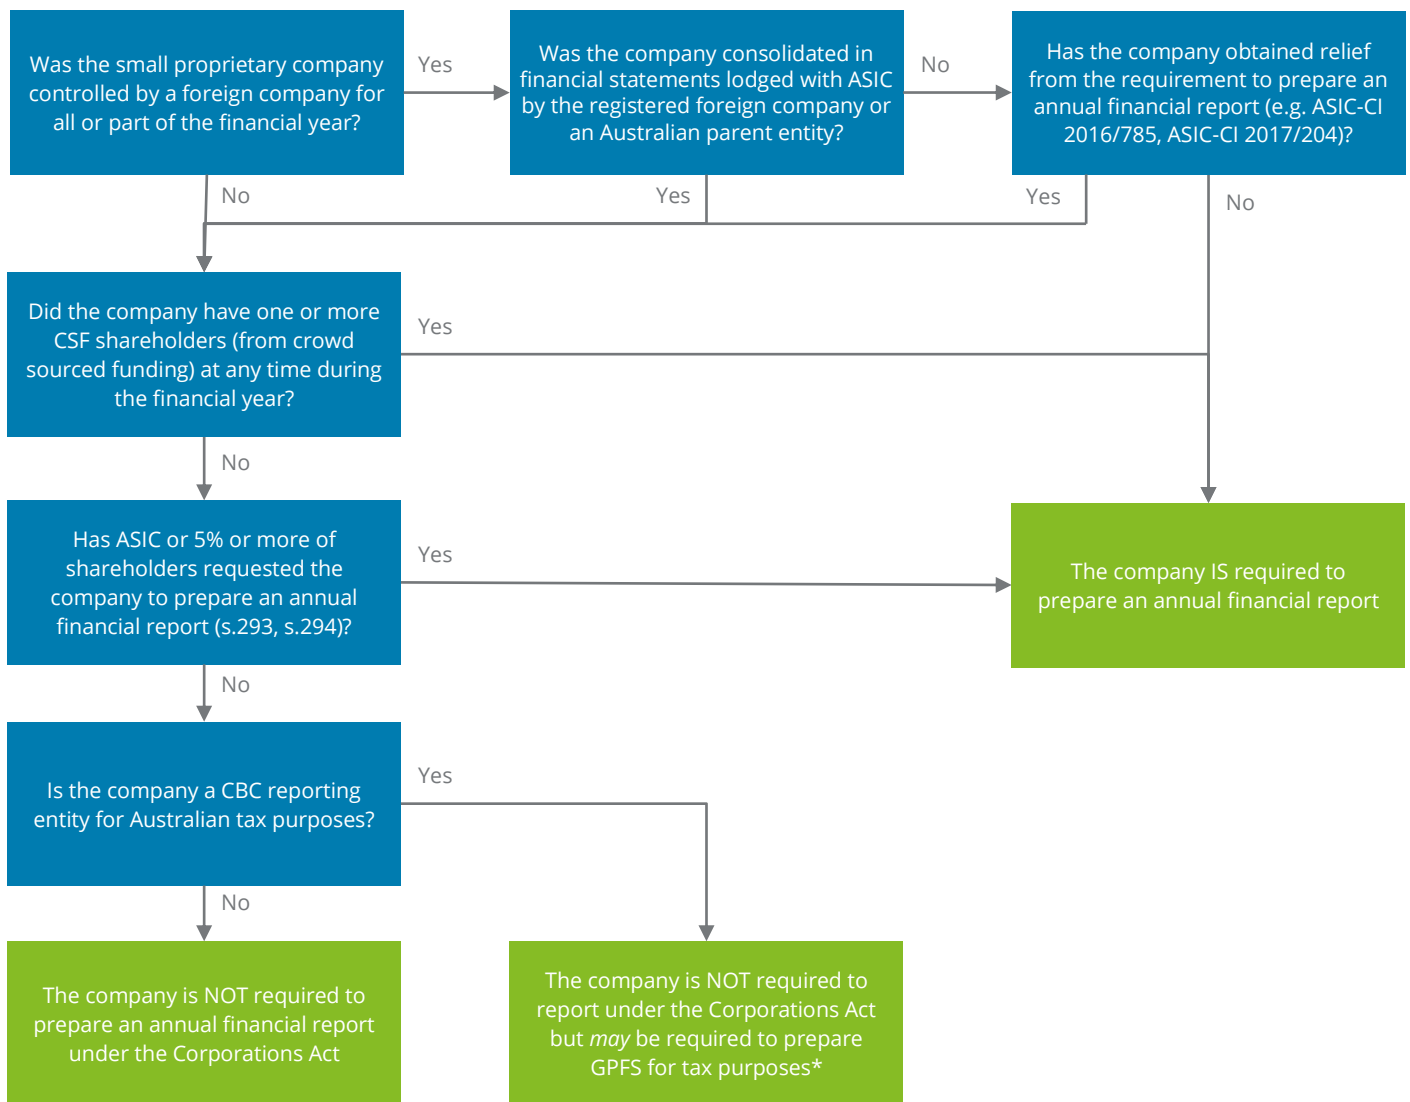 Was the small proprietary company
controlled by a foreign company for
all or part of the financial year?
Yes
Was the company consolidated in
financial statements lodged with ASIC
by the registered foreign company or
an Australian parent entity?
No
Has the company obtained relief
from the requirement to prepare an
annual financial report (e.g. ASIC-CI
2016/785, ASIC-CI 2017/204)?
No
Yes
Yes
No
Did the company have one or more
CSF shareholders (from crowd
sourced funding) at any time during
the financial year?
Yes
No
Has ASIC or 5% or more of
shareholders requested the
company to prepare an annual
financial report (s.293, s.294)?
Yes
The company IS required to
prepare an annual financial report
No
Is the company a CBC reporting
entity for Australian tax purposes?
Yes
No
The company is NOT required to
prepare an annual financial report
under the Corporations Act
The company is NOT required to
report under the Corporations Act
but may be required to prepare
GPFS for tax purposes*